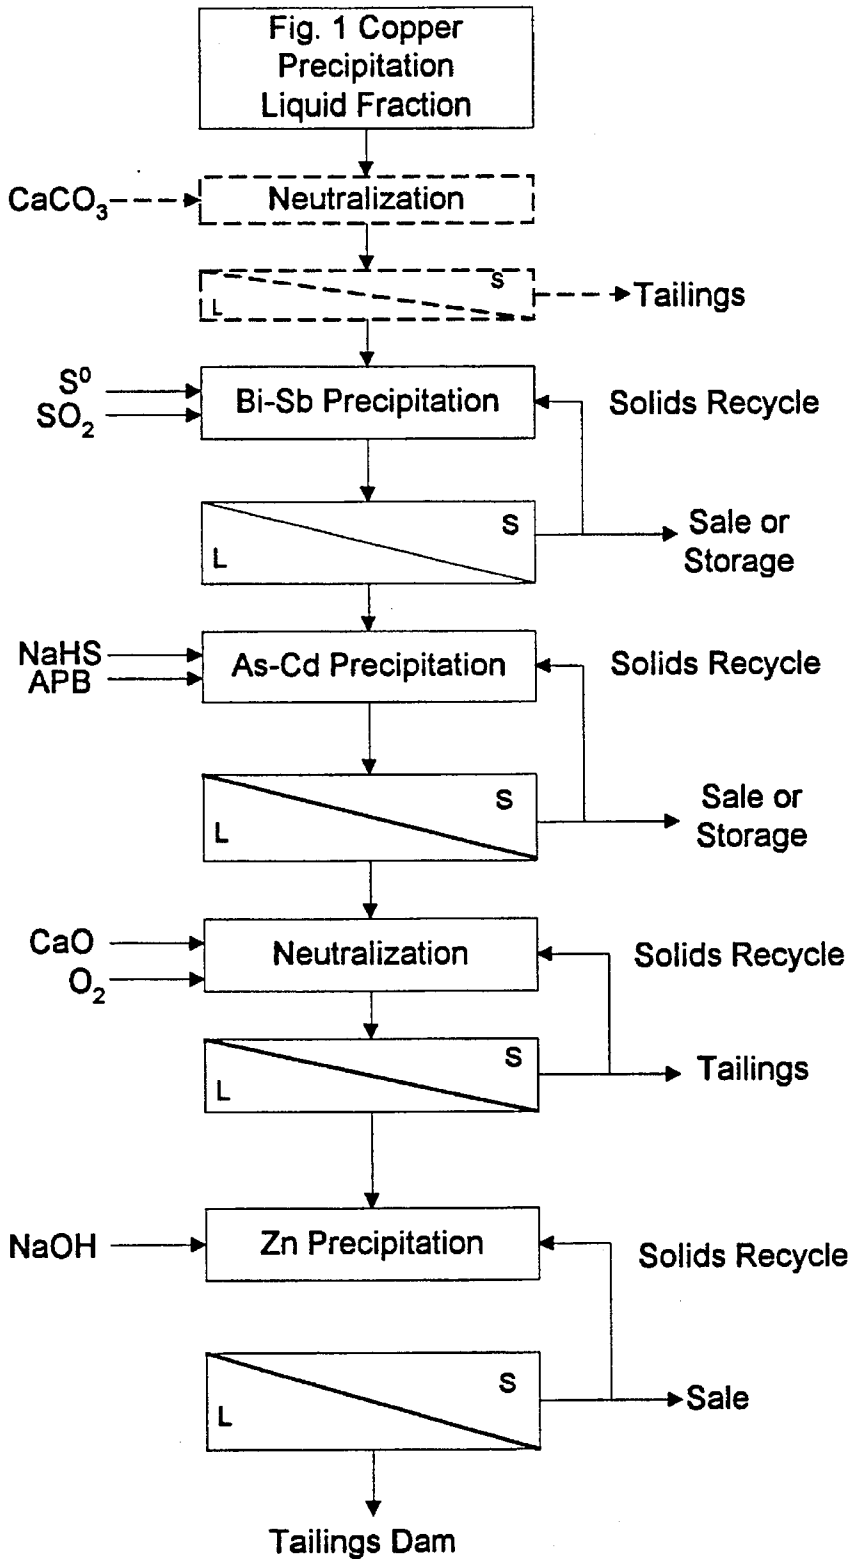 Fig. 1 Copper
Precipitation
Liquid Fraction
CaCO₃
Neutralization
S
L
Tailings
S⁰
SO₂
Bi-Sb Precipitation
Solids Recycle
S
L
Sale or
Storage
NaHS
APB
As-Cd Precipitation
Solids Recycle
S
L
Sale or
Storage
CaO
O₂
Neutralization
Solids Recycle
S
L
Tailings
NaOH
Zn Precipitation
Solids Recycle
S
L
Sale
Tailings Dam